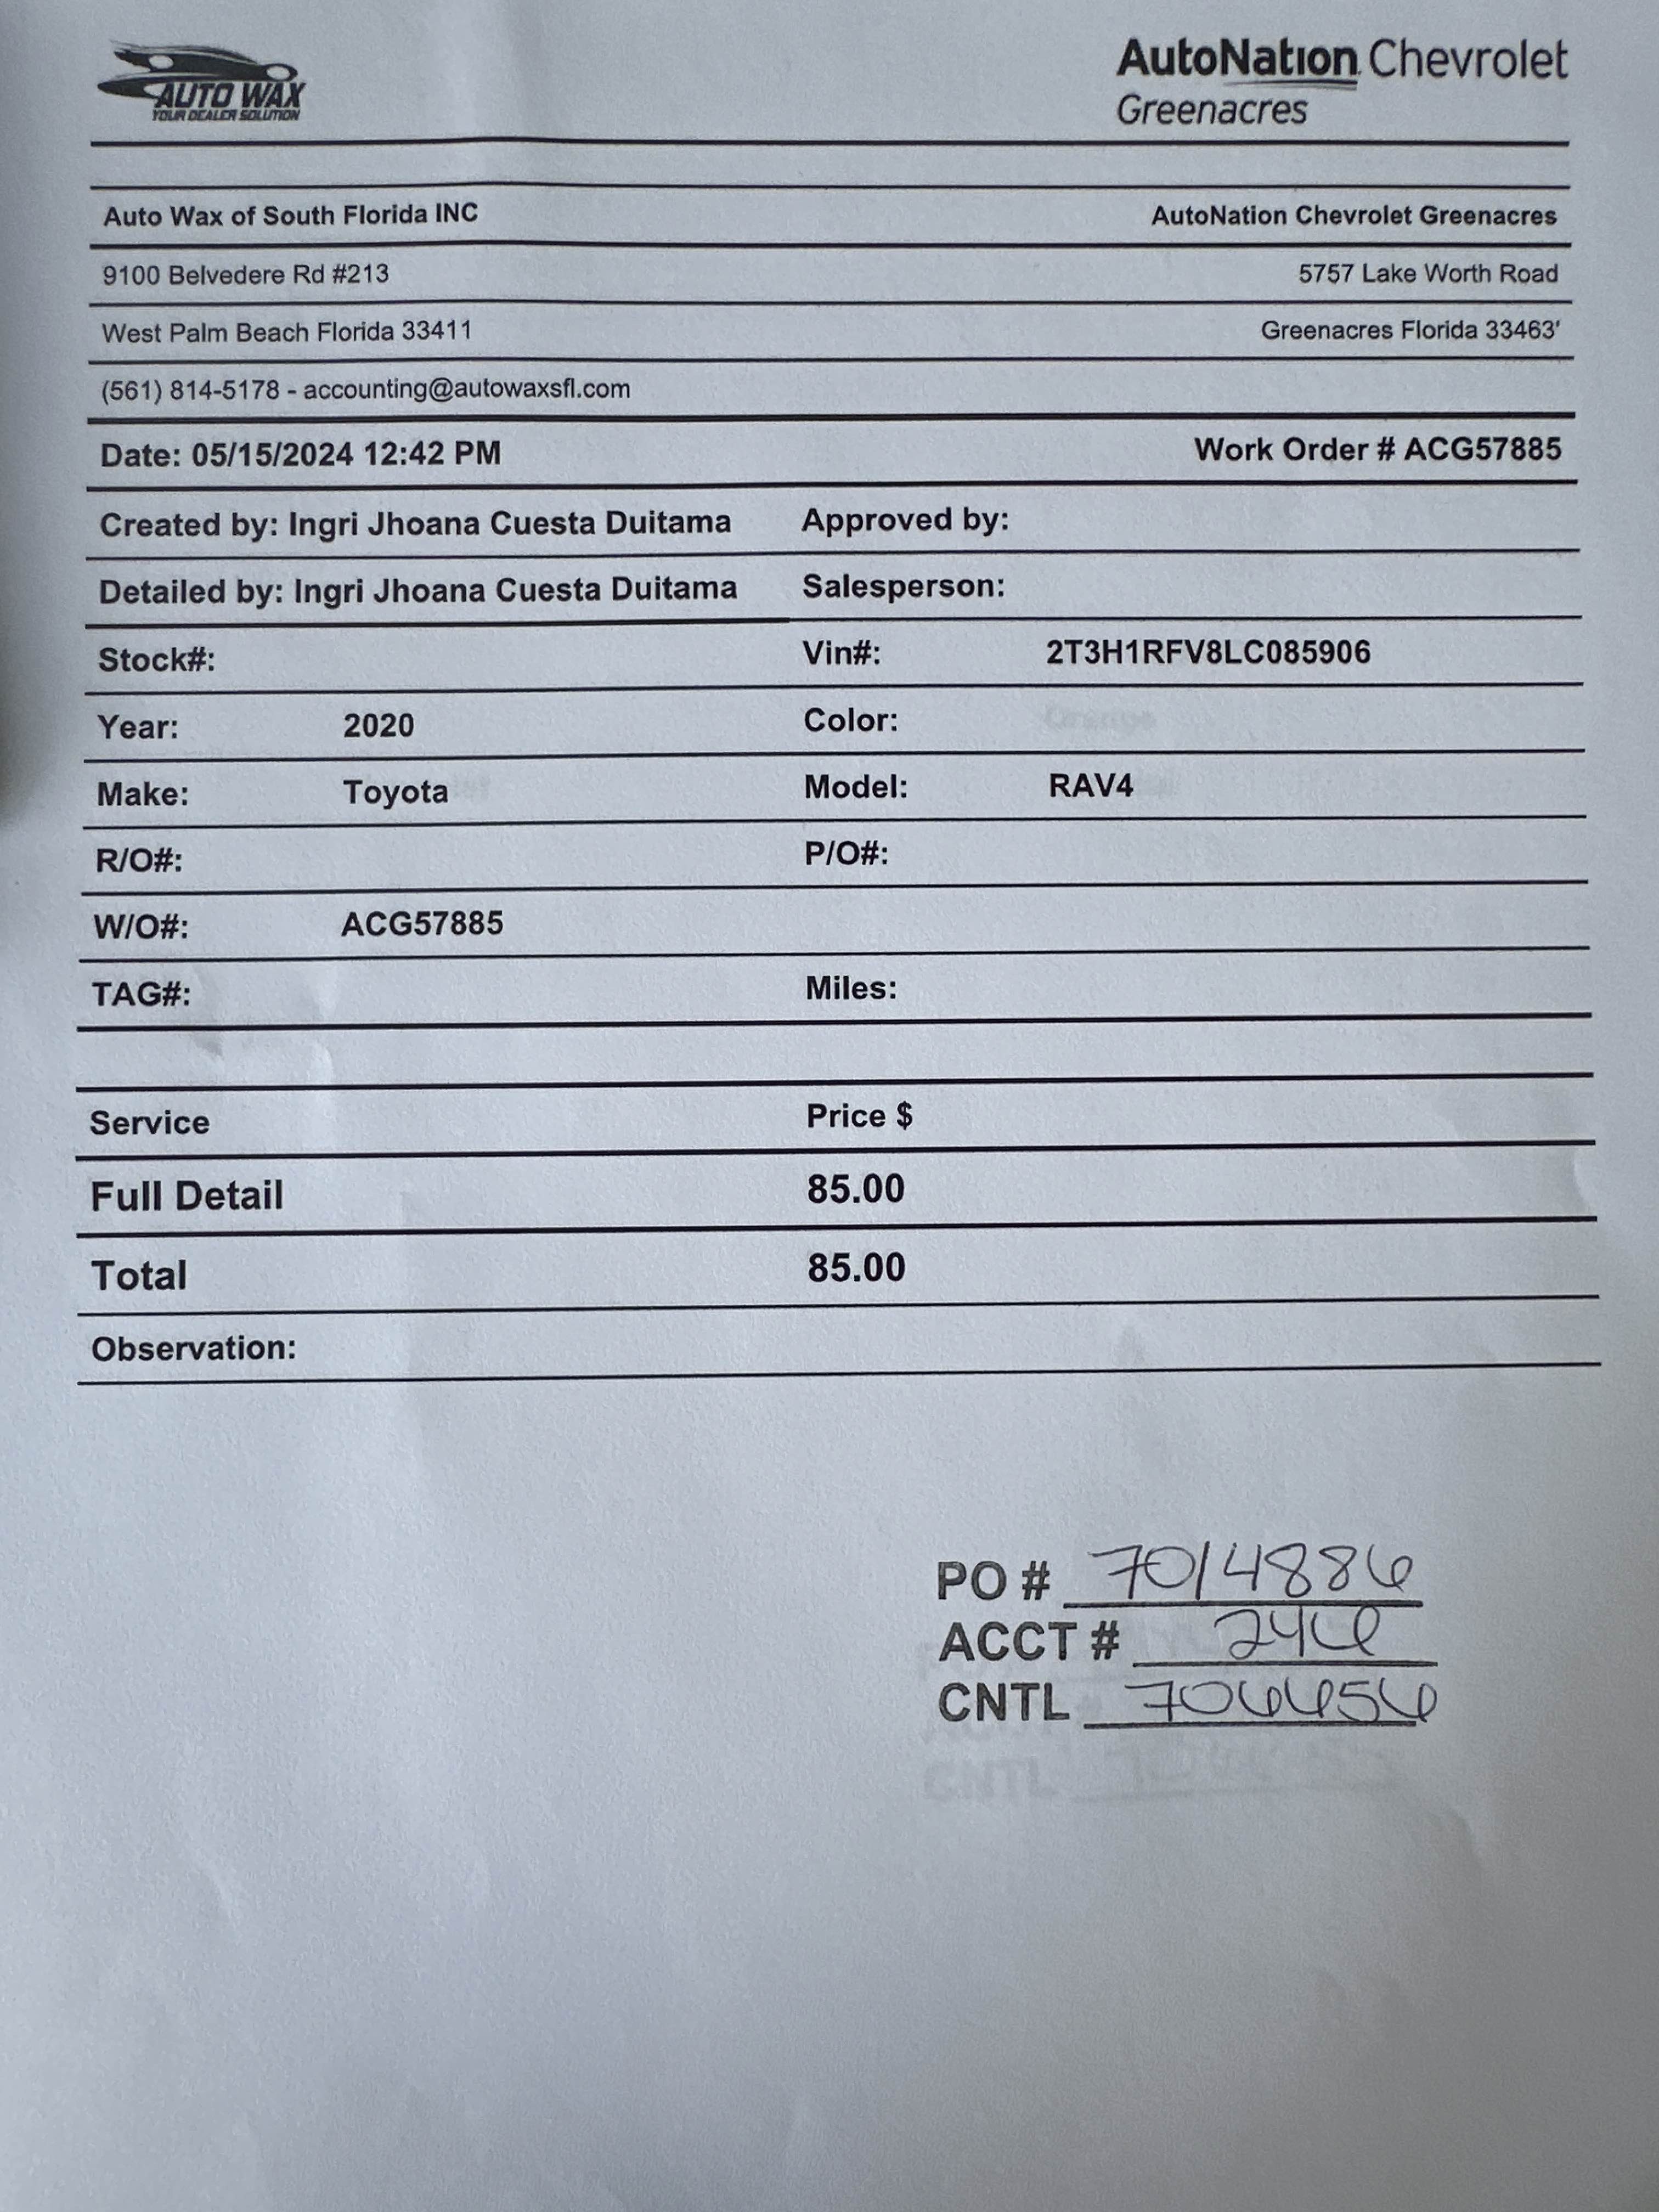 AUTO WAX
YOUR DEALER SOLUTION
AutoNation Chevrolet
Greenacres
Auto Wax of South Florida INC AutoNation Chevrolet Greenacres
9100 Belvedere Rd #213 5757 Lake Worth Road
West Palm Beach Florida 33411 Greenacres Florida 33463'
(561) 814-5178 - accounting@autowaxsfl.com
Date: 05/15/2024 12:42 PM Work Order # ACG57885
Created by: Ingri Jhoana Cuesta Duitama Approved by:
Detailed by: Ingri Jhoana Cuesta Duitama Salesperson:
Stock#: Vin#: 2T3H1RFV8LC085906
Year: 2020 Color:
Make: Toyota Model: RAV4
R/O#: P/O#:
W/O#: ACG57885
TAG#: Miles:
Service Price $
Full Detail 85.00
Total 85.00
Observation:
PO # 7014886
ACCT # 246
CNTL 7066656